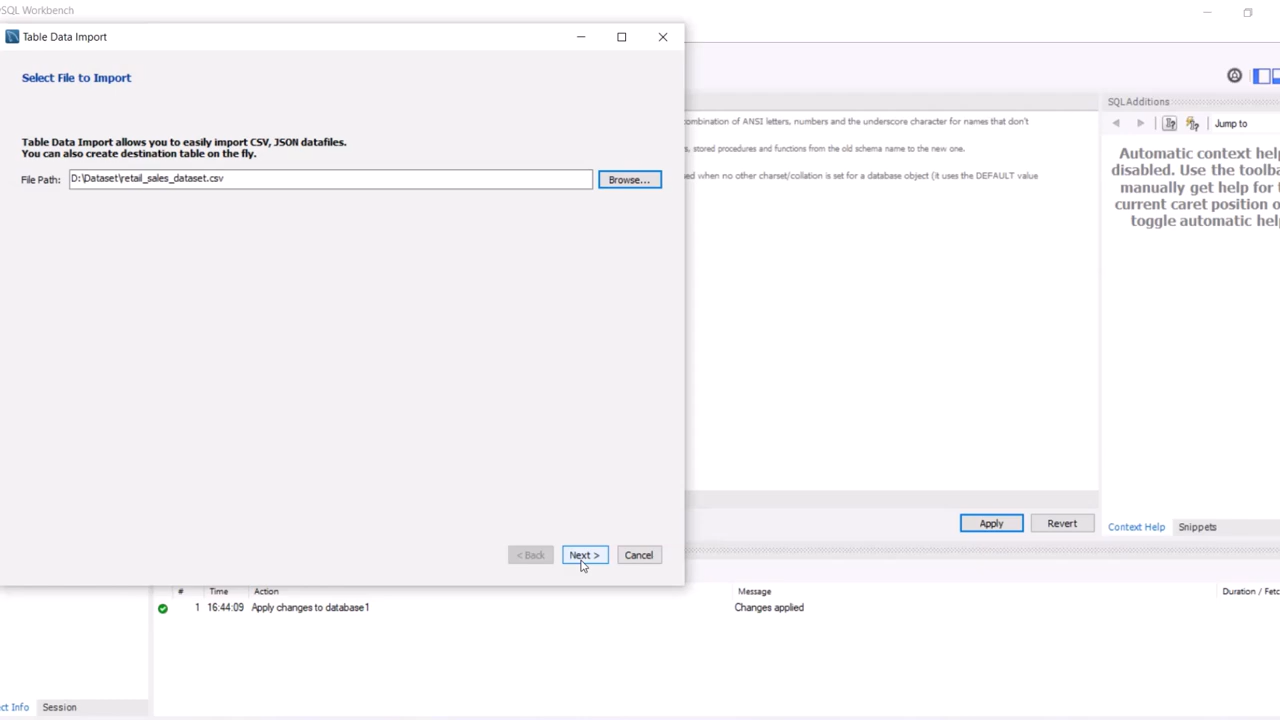 SQL Workbench
Table Data Import
Select File to Import
Table Data Import allows you to easily import CSV, JSON datafiles.
You can also create destination table on the fly.
File Path: D:\Dataset\retail_sales_dataset.csv Browse...
< Back Next > Cancel
ombination of ANSI letters, numbers and the underscore character for names that don't
s, stored procedures and functions from the old schema name to the new one.
ed when no other charset/collation is set for a database object (it uses the DEFAULT value
Apply Revert
SQLAdditions
Jump to
Automatic context help
disabled. Use the toolba
manually get help for t
current caret position o
toggle automatic help
Context Help Snippets
# Time Action Message Duration / Fetc
1 16:44:09 Apply changes to database1 Changes applied
ct Info Session